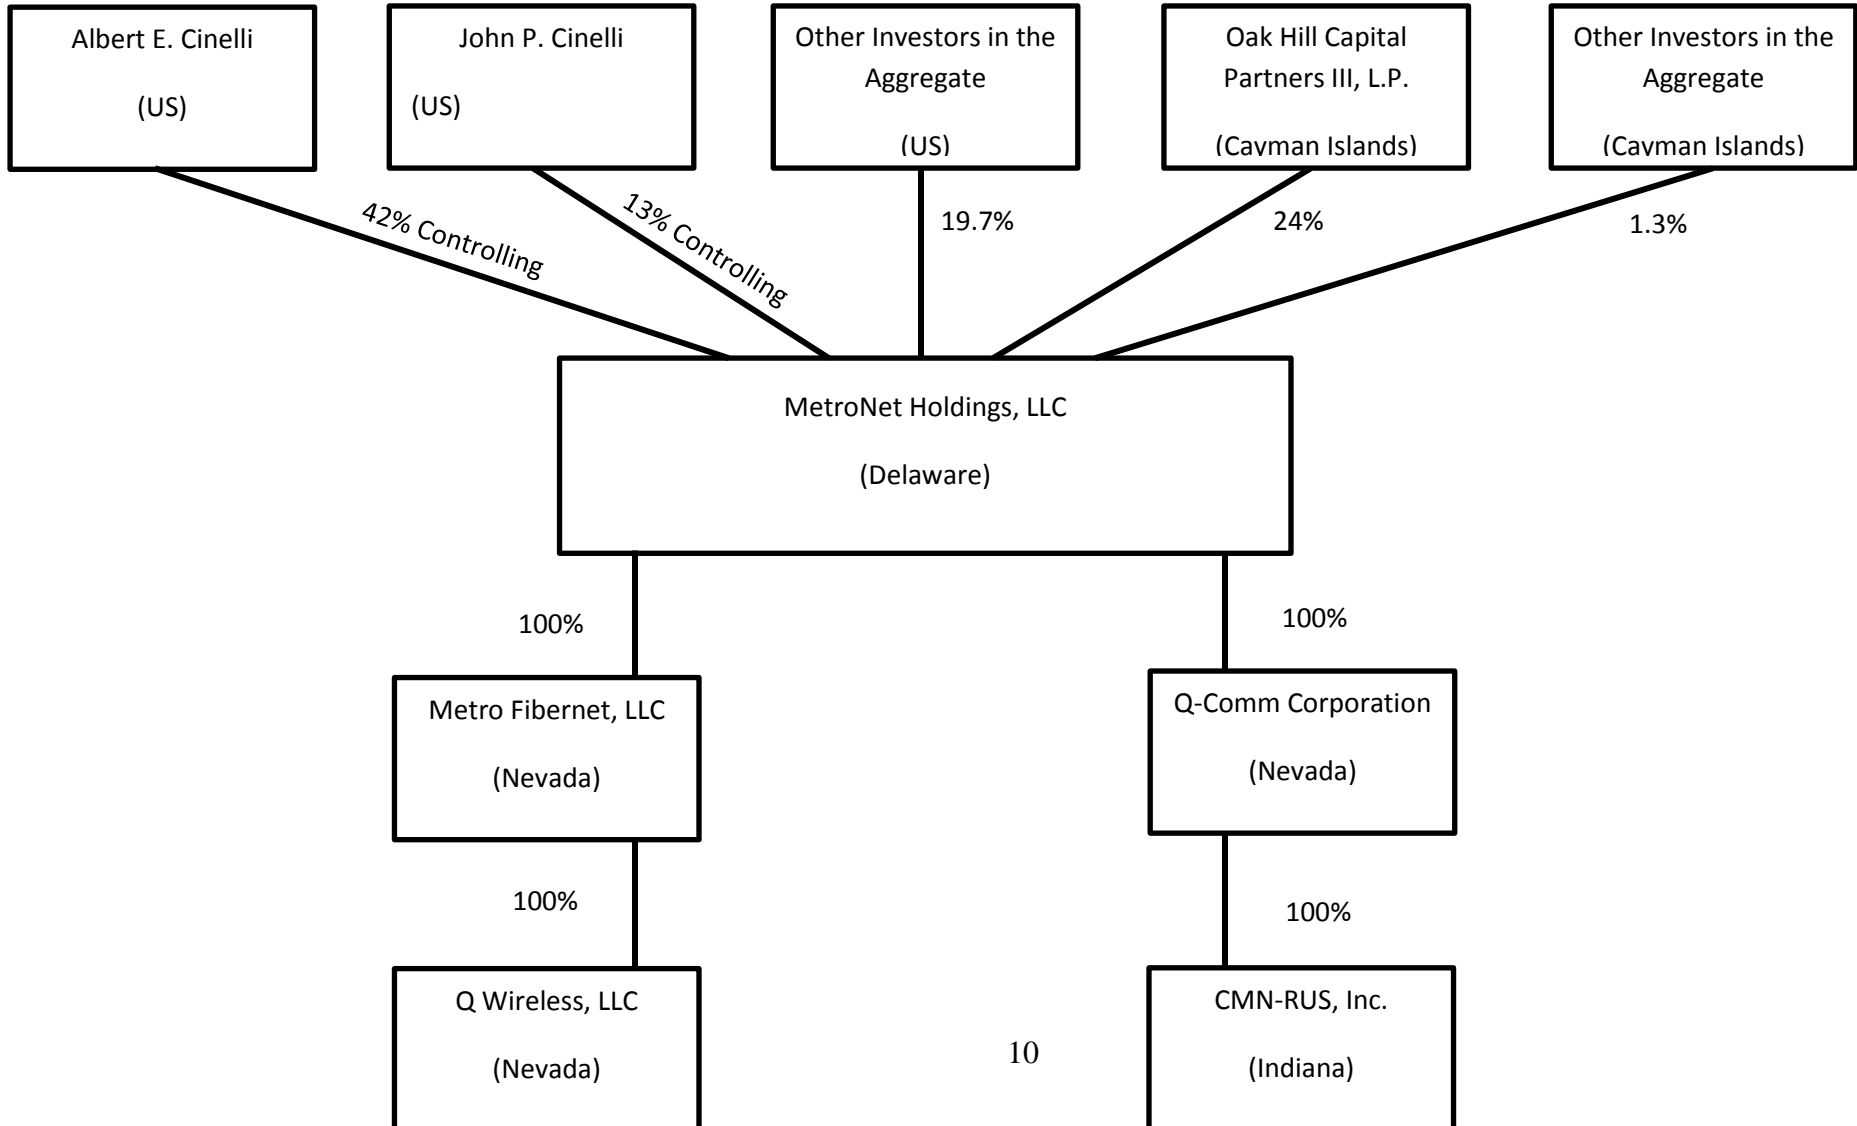 Albert E. Cinelli
(US)
John P. Cinelli
(US)
Other Investors in the
Aggregate
(US)
Oak Hill Capital
Partners III, L.P.
(Cayman Islands)
Other Investors in the
Aggregate
(Cayman Islands)
42% Controlling
13% Controlling
19.7%
24%
1.3%
MetroNet Holdings, LLC
(Delaware)
100%
100%
Metro Fibernet, LLC
(Nevada)
Q-Comm Corporation
(Nevada)
100%
100%
Q Wireless, LLC
(Nevada)
CMN-RUS, Inc.
(Indiana)
10